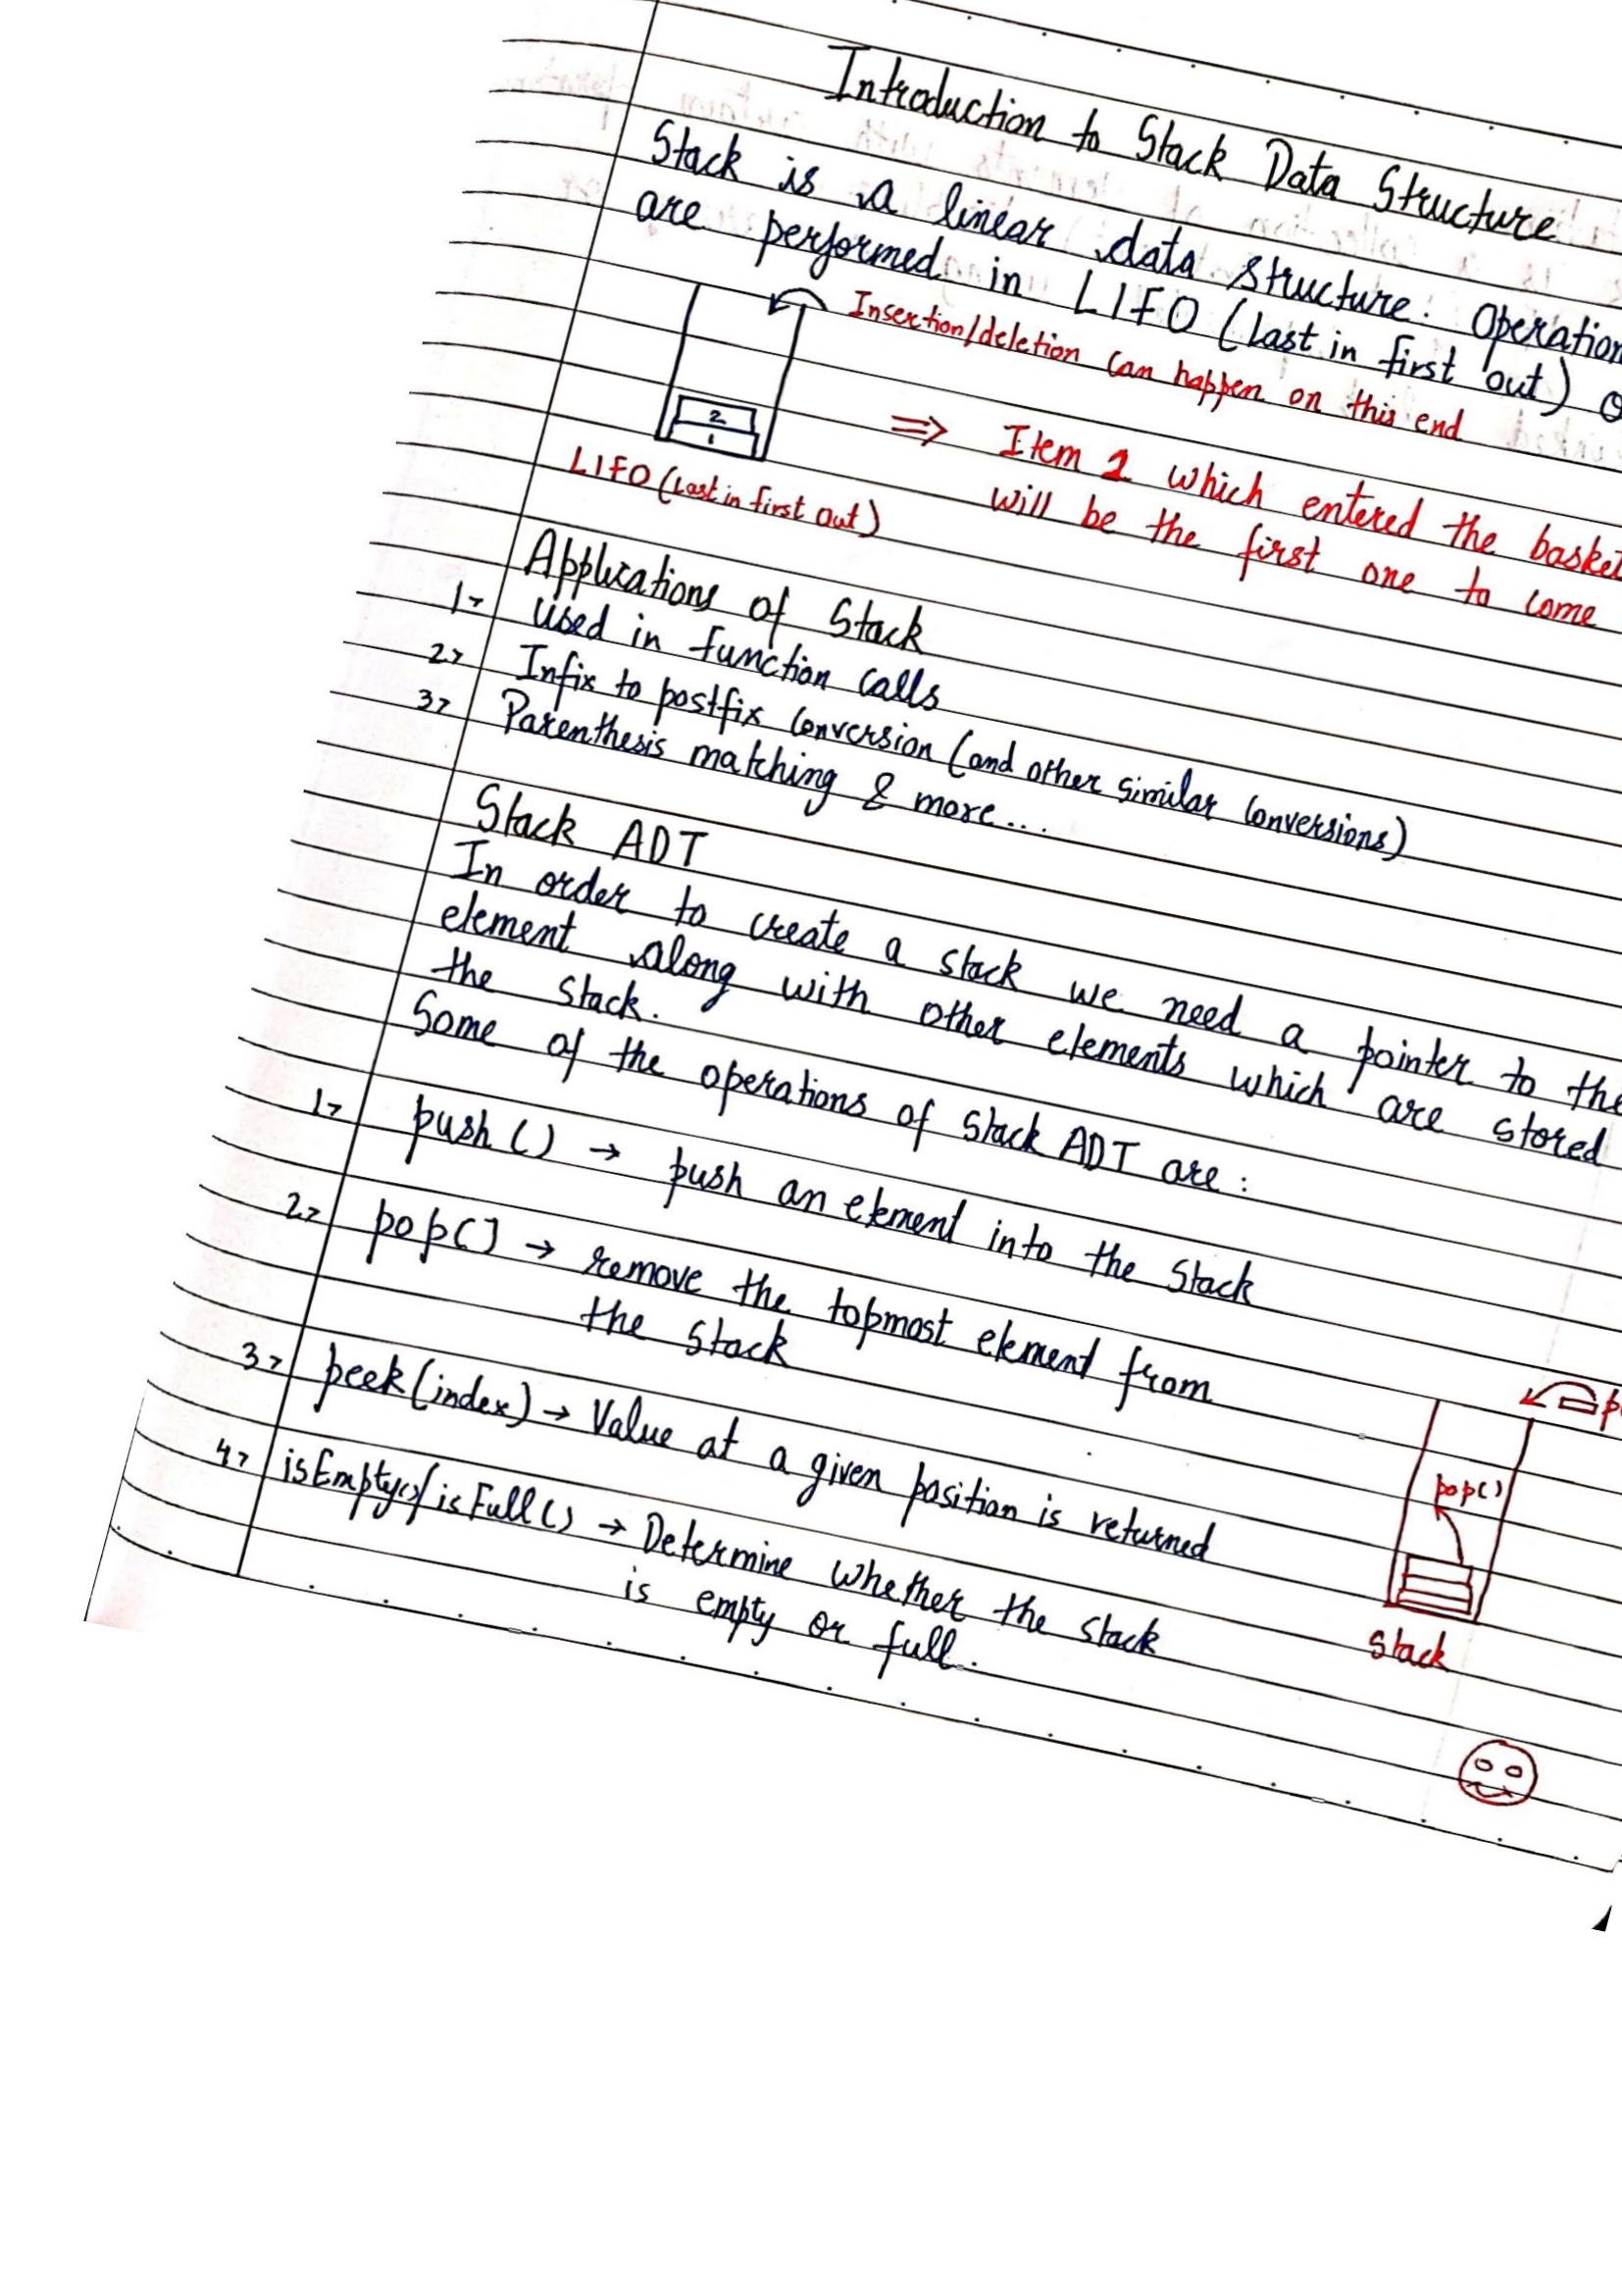 Introduction to Stack Data Structure
Stack is a linear data structure. Operation
are performed in LIFO (Last in first out) o
Insertion/deletion can happen on this end
2
1
LIFO (Last in first out)
⇒ Item 2 which entered the basket
will be the first one to come
Applications of Stack
1> Used in function calls
2> Infix to postfix conversion (and other similar conversions)
3> Parenthesis matching & more...
Stack ADT
In order to create a stack we need a pointer to the
element along with other elements which are stored
the stack.
Some of the operations of stack ADT are :
1> push () → push an element into the stack
2> pop() → remove the topmost element from
the stack
3> peek (index) → Value at a given position is returned
4> isEmpty()/isFull() → Determine whether the stack
is empty or full.
pop()
Stack